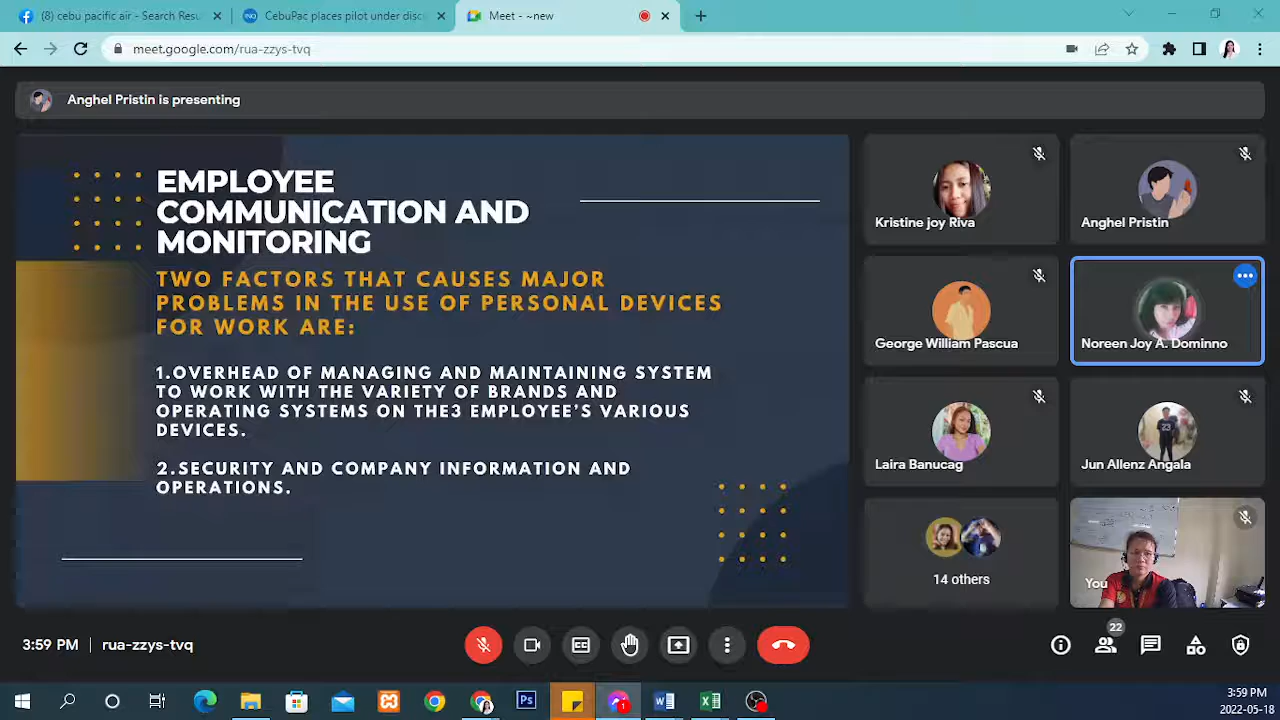 (8) cebu pacific air - Search Resu
CebuPac places pilot under disci
Meet - ~new
meet.google.com/rua-zzys-tvq
Anghel Pristin is presenting
EMPLOYEE
COMMUNICATION AND
MONITORING
TWO FACTORS THAT CAUSES MAJOR
PROBLEMS IN THE USE OF PERSONAL DEVICES
FOR WORK ARE:
1.OVERHEAD OF MANAGING AND MAINTAINING SYSTEM
TO WORK WITH THE VARIETY OF BRANDS AND
OPERATING SYSTEMS ON THE3 EMPLOYEE'S VARIOUS
DEVICES.
2.SECURITY AND COMPANY INFORMATION AND
OPERATIONS.
Kristine joy Riva
Anghel Pristin
George William Pascua
Noreen Joy A. Dominno
Laira Banucag
Jun Allenz Angala
23
14 others
You
3:59 PM
rua-zzys-tvq
22
Ps
1
3:59 PM
2022-05-18